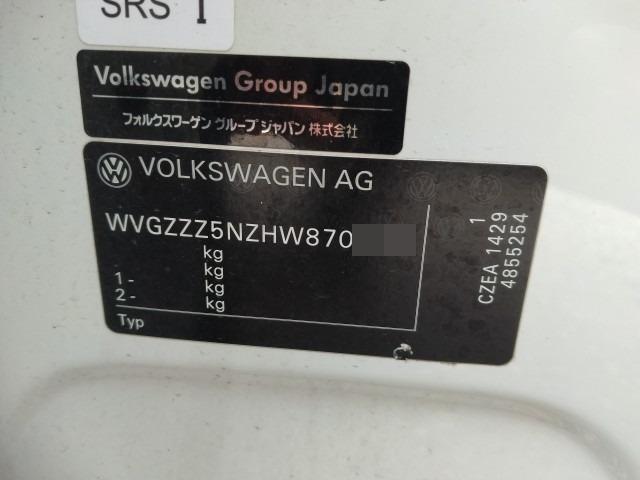 SRS I
Volkswagen Group Japan
フォルクスワーゲン グループ ジャパン 株式会社
VOLKSWAGEN AG
WVGZZZ5NZHW870
kg
kg
1- kg
2- kg
Typ
1
CZEA 1429
4855254